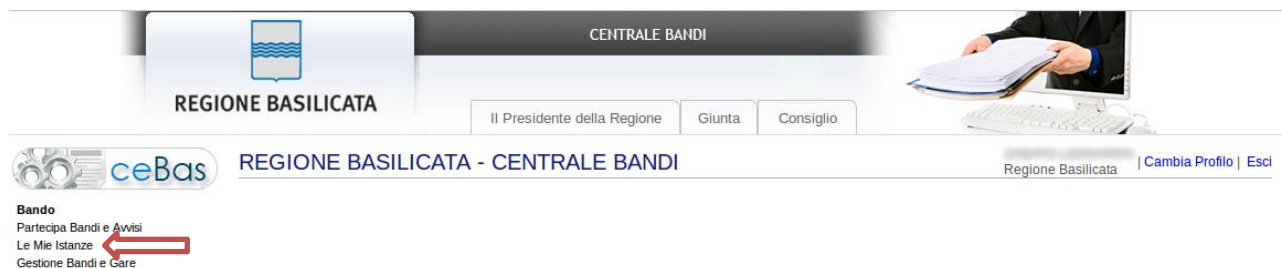 CENTRALE BANDI
REGIONE BASILICATA
Il Presidente della Regione
Giunta
Consiglio
ceBas
REGIONE BASILICATA - CENTRALE BANDI
Regione Basilicata
| Cambia Profilo | Esci
Bando
Partecipa Bandi e Avvisi
Le Mie Istanze
Gestione Bandi e Gare